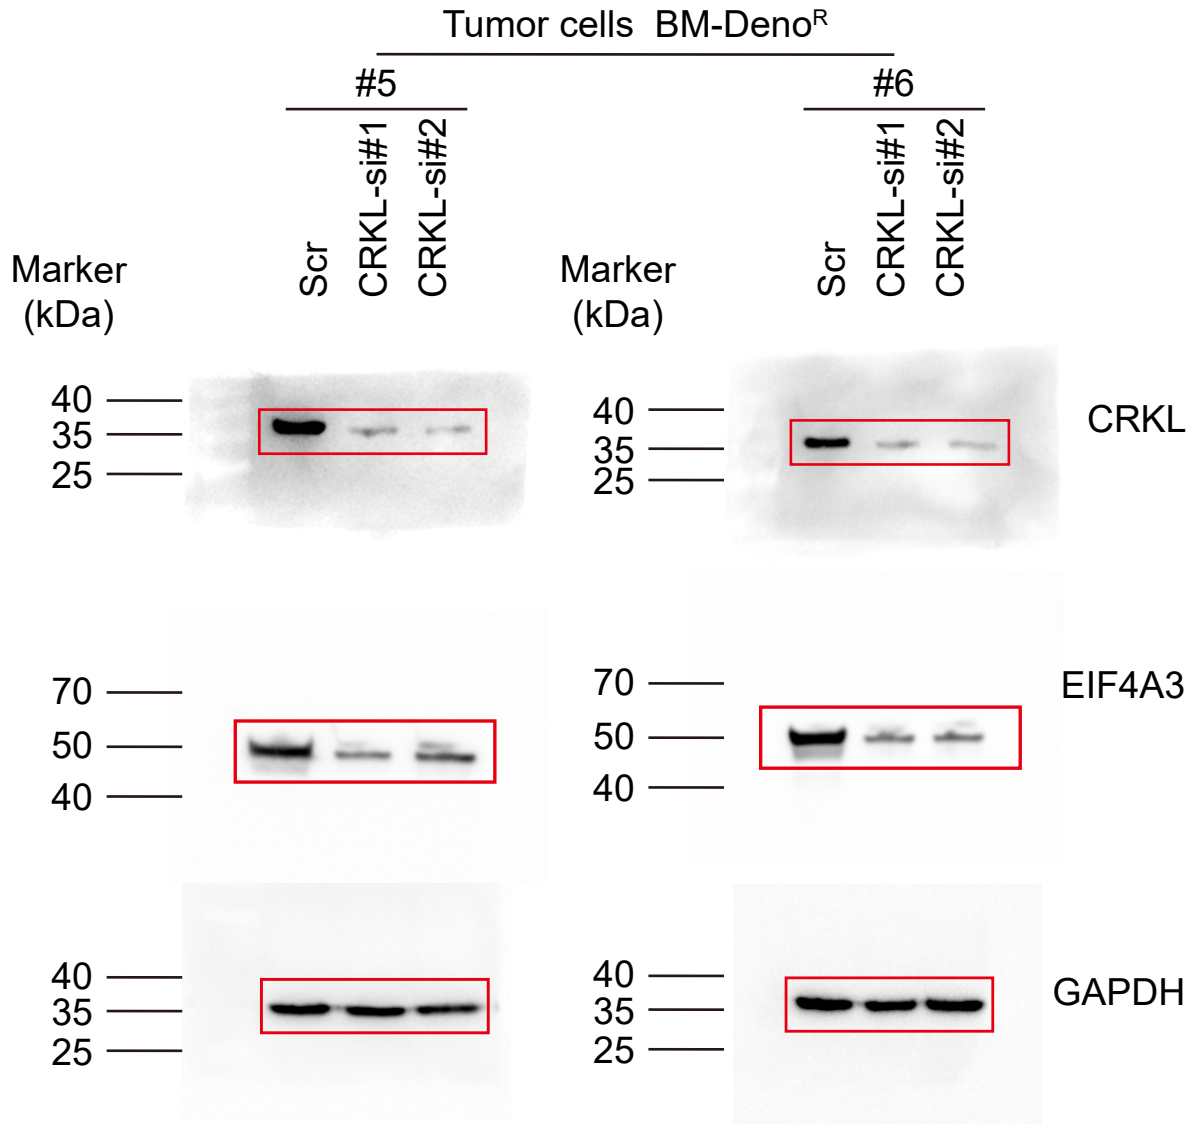 Tumor cells BM-Deno^R
#5
#6
Scr
CRKL-si#1
CRKL-si#2
Scr
CRKL-si#1
CRKL-si#2
Marker
(kDa)
Marker
(kDa)
40
35
25
40
35
25
CRKL
70
50
40
70
50
40
EIF4A3
40
35
25
40
35
25
GAPDH